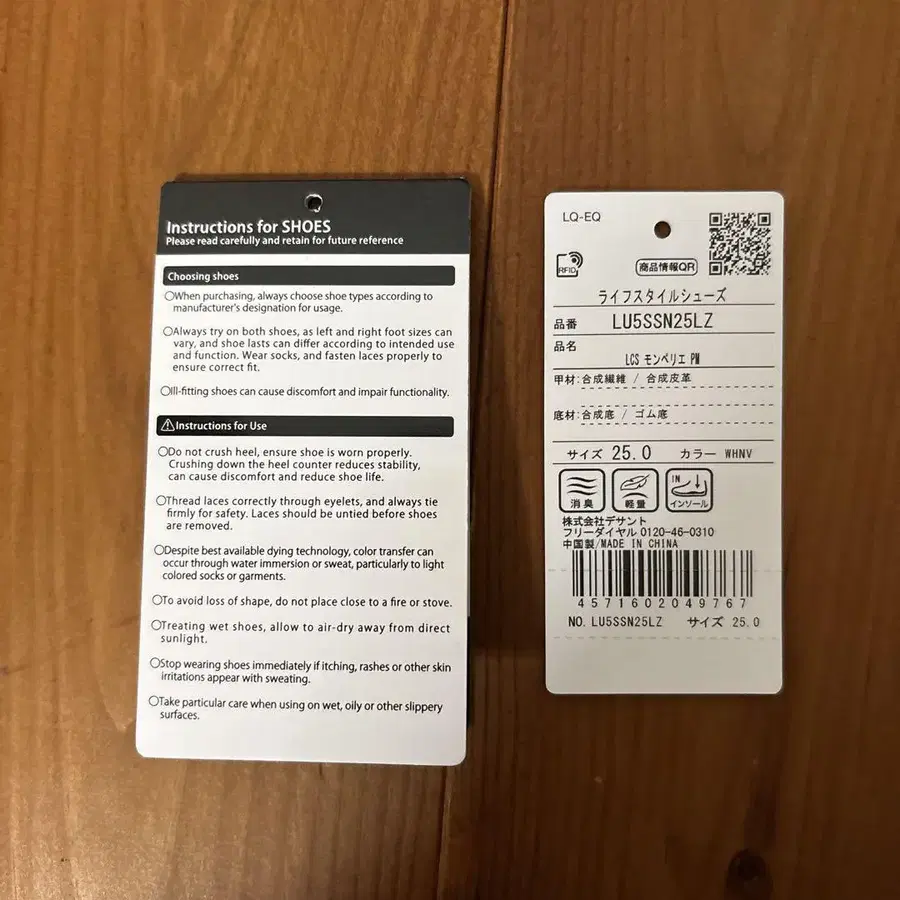 Instructions for SHOES
Please read carefully and retain for future reference
Choosing shoes
○When purchasing, always choose shoe types according to
manufacturer's designation for usage.
○Always try on both shoes, as left and right foot sizes can
vary, and shoe lasts can differ according to intended use
and function. Wear socks, and fasten laces properly to
ensure correct fit.
○Ill-fitting shoes can cause discomfort and impair functionality.
⚠Instructions for Use
○Do not crush heel, ensure shoe is worn properly.
Crushing down the heel counter reduces stability,
can cause discomfort and reduce shoe life.
○Thread laces correctly through eyelets, and always tie
firmly for safety. Laces should be untied before shoes
are removed.
○Despite best available dying technology, color transfer can
occur through water immersion or sweat, particularly to light
colored socks or garments.
○To avoid loss of shape, do not place close to a fire or stove.
○Treating wet shoes, allow to air-dry away from direct
sunlight.
○Stop wearing shoes immediately if itching, rashes or other skin
irritations appear with sweating.
○Take particular care when using on wet, oily or other slippery
surfaces.
LQ-EQ
RFID
商品情報QR
ライフスタイルシューズ
品番 LU5SSN25LZ
品名
LCS モンペリエ PM
甲材:合成繊維 / 合成皮革
底材:合成底 / ゴム底
サイズ 25.0 カラー WHNV
消臭 軽量 IN インソール
株式会社デサント
フリーダイヤル 0120-46-0310
中国製/MADE IN CHINA
4571602049767
NO. LU5SSN25LZ サイズ 25.0